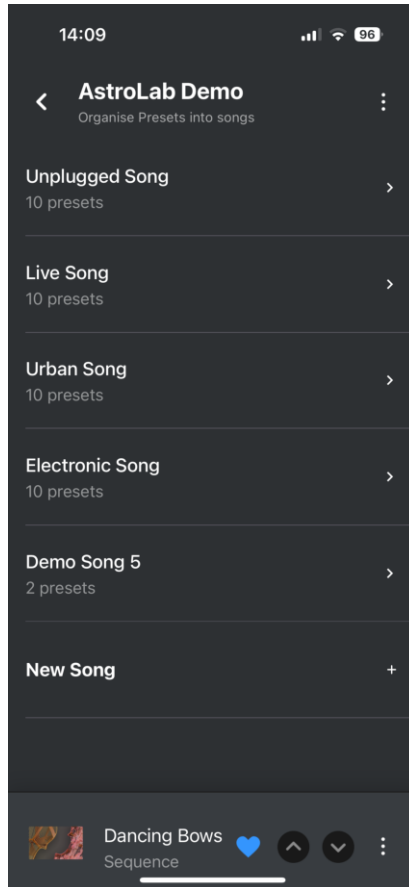 14:09
96
AstroLab Demo
Organise Presets into songs
Unplugged Song
10 presets
Live Song
10 presets
Urban Song
10 presets
Electronic Song
10 presets
Demo Song 5
2 presets
New Song
+
Dancing Bows
Sequence